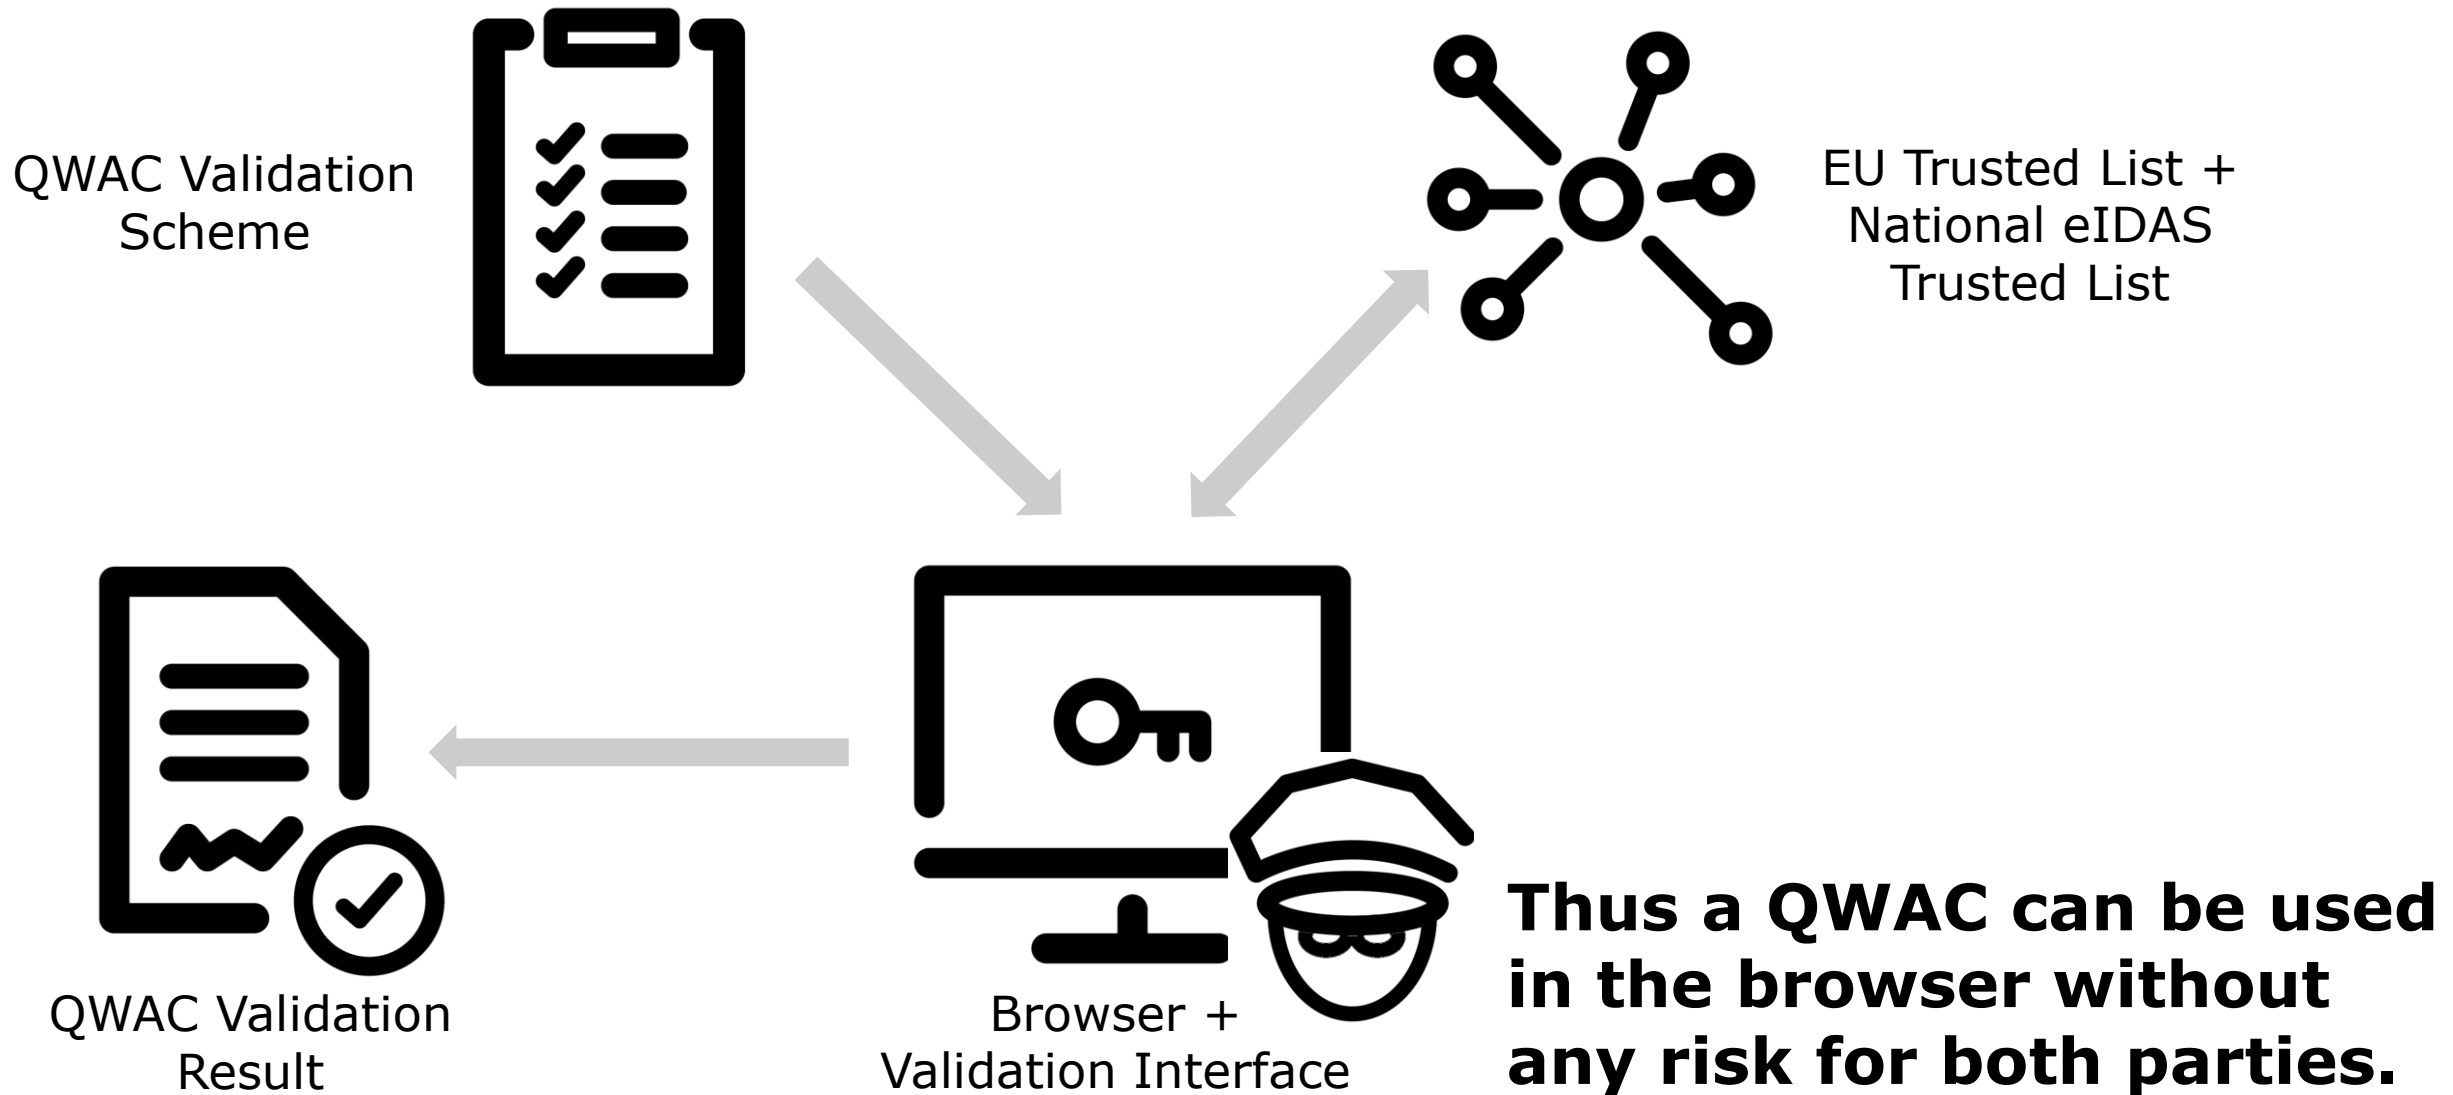 QWAC Validation
Scheme
EU Trusted List +
National eIDAS
Trusted List
QWAC Validation
Result
Browser +
Validation Interface
Thus a QWAC can be used
in the browser without
any risk for both parties.